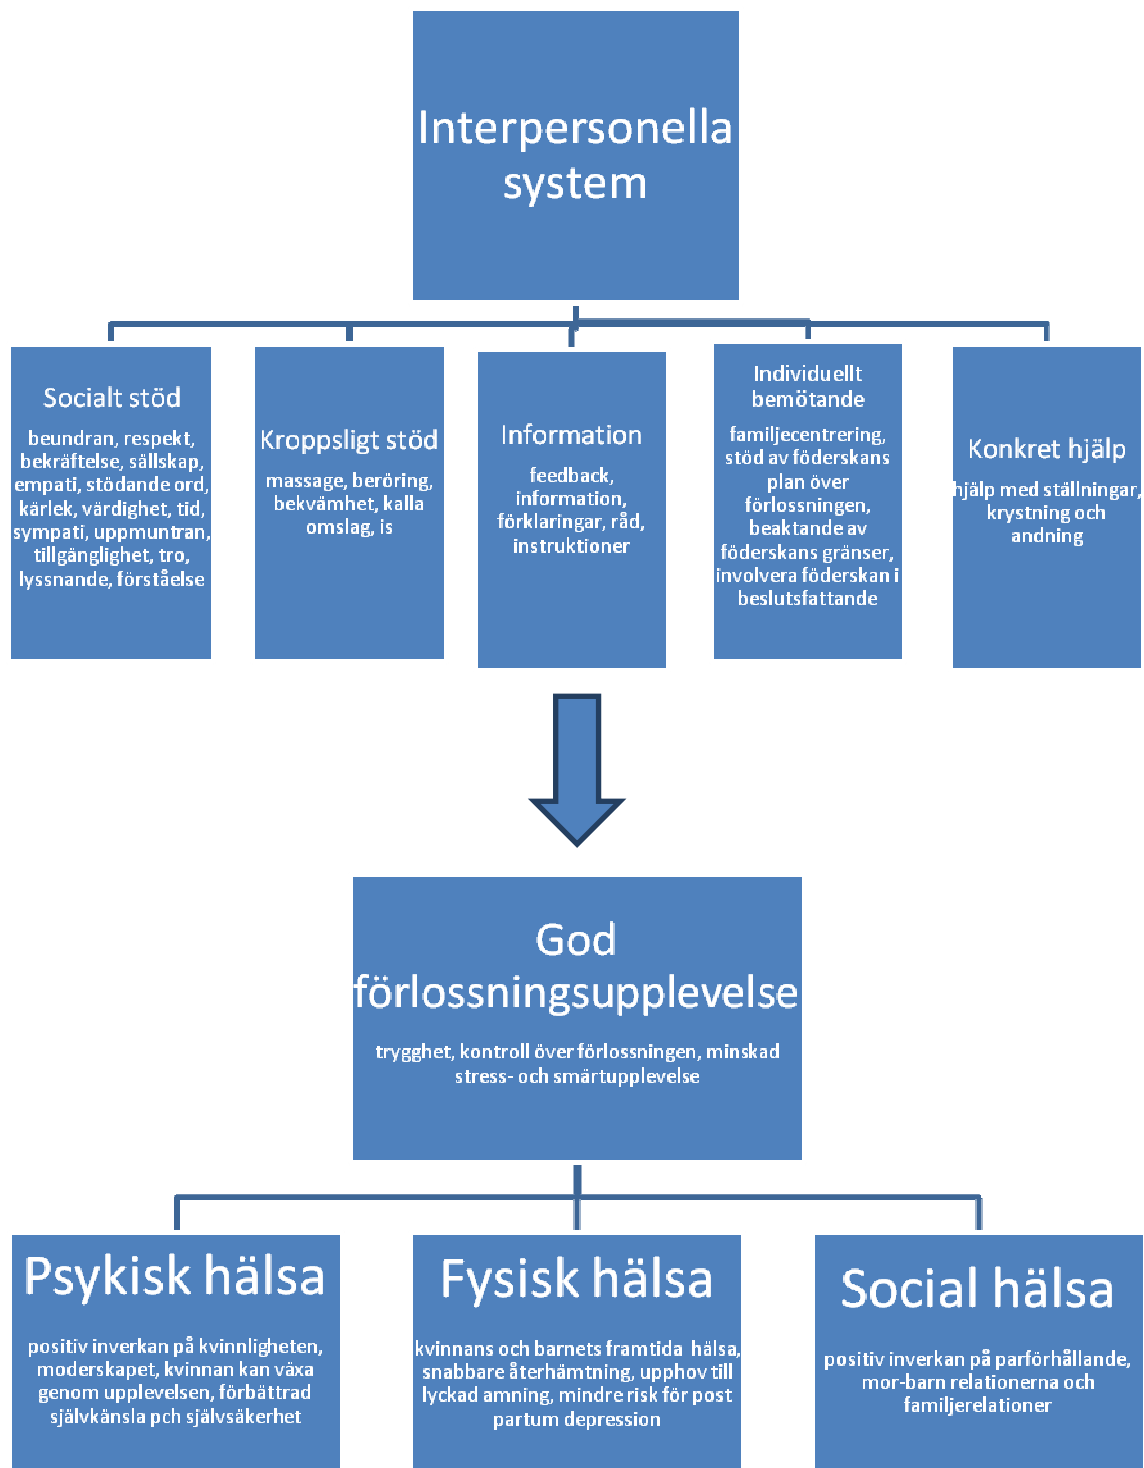 Interpersonella
system
Socialt stöd
beundran, respekt,
bekräftelse, sällskap,
empati, stödande ord,
kärlek, värdighet, tid,
sympati, uppmuntran,
tillgänglighet, tro,
lyssnande, förståelse
Kroppsligt stöd
massage, beröring,
bekvämhet, kalla
omslag, is
Information
feedback,
information,
förklaringar, råd,
instruktioner
Individuellt
bemötande
familjecentrering,
stöd av föderskans
plan över
förlossningen,
beaktande av
föderskans gränser,
involvera föderskan i
beslutsfattande
Konkret hjälp
hjälp med ställningar,
krystning och
andning
God
förlossningsupplevelse
trygghet, kontroll över förlossningen, minskad
stress- och smärtupplevelse
Psykisk hälsa
positiv inverkan på kvinnligheten,
moderskapet, kvinnan kan växa
genom upplevelsen, förbättrad
självkänsla pch självsäkerhet
Fysisk hälsa
kvinnans och barnets framtida hälsa,
snabbare återhämtning, upphov till
lyckad amning, mindre risk för post
partum depression
Social hälsa
positiv inverkan på parförhållande,
mor-barn relationerna och
familjerelationer